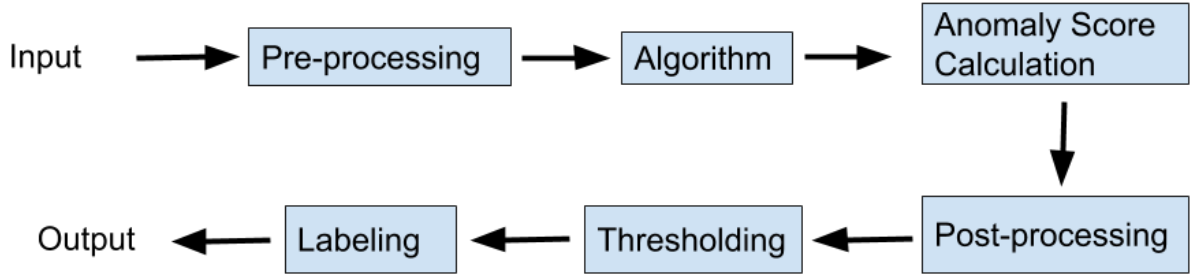 Input
Pre-processing
Algorithm
Anomaly Score
Calculation
Post-processing
Thresholding
Labeling
Output